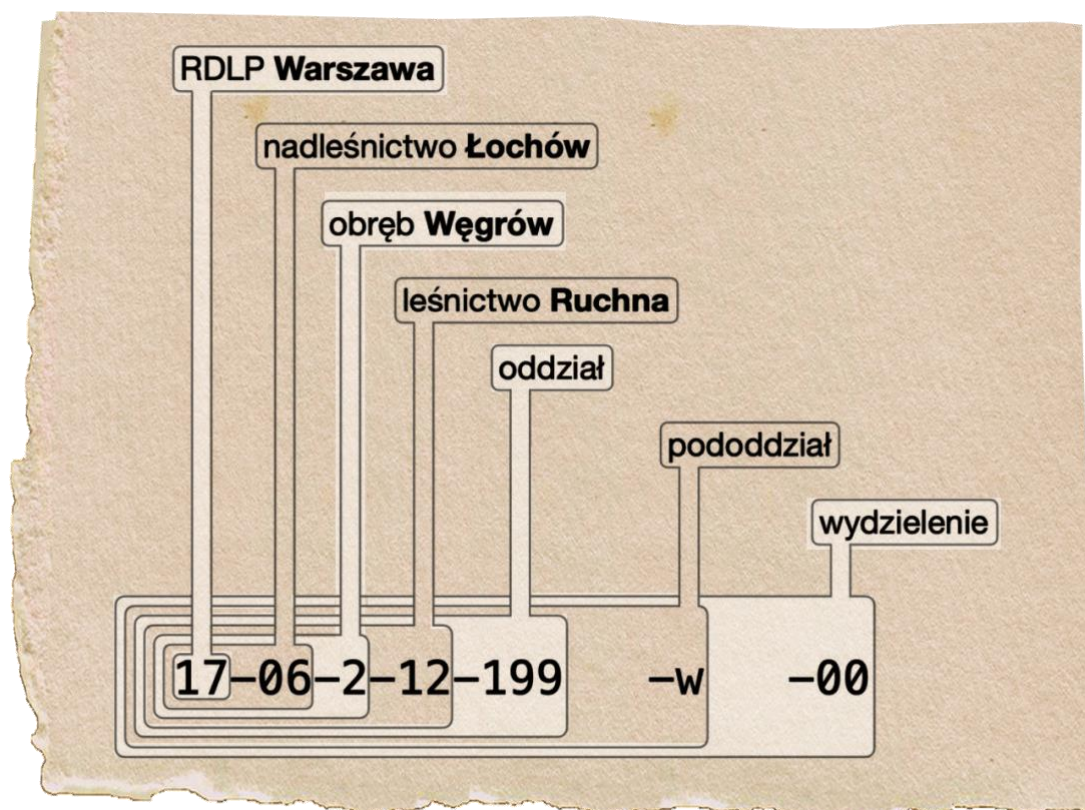 RDLP Warszawa
nadleśnictwo Łochów
obręb Węgrów
leśnictwo Ruchna
oddział
pododdział
wydzielenie
17-06-2-12-199 -w -00